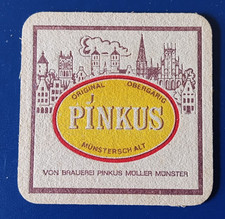 ORIGINAL OBERGÄRIG
PINKUS
MÜNSTERSCH ALT
VON BRAUEREI PINKUS MÜLLER MÜNSTER